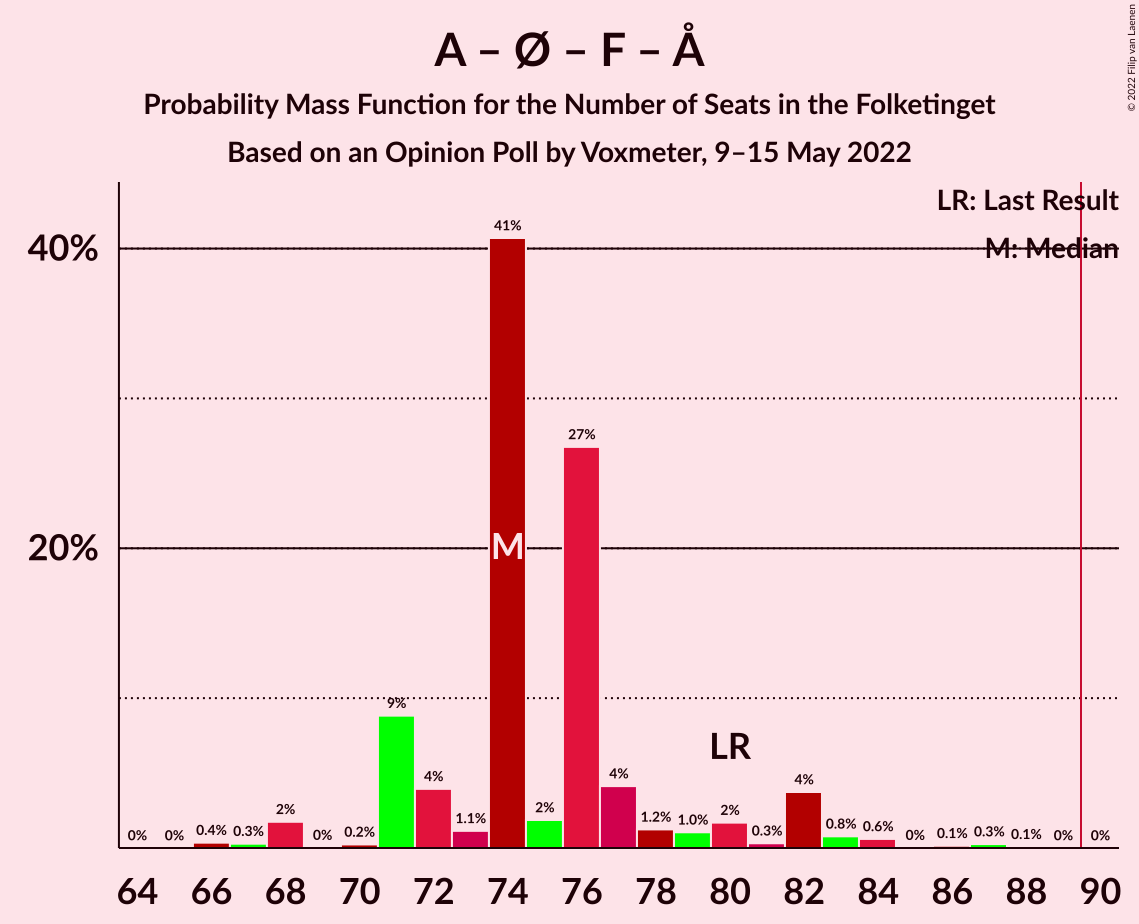 A – Ø – F – Å
Probability Mass Function for the Number of Seats in the Folketinget
Based on an Opinion Poll by Voxmeter, 9–15 May 2022
© 2022 Filip van Laenen
LR: Last Result
M: Median
40%
20%
0% 0% 0.4% 0.3% 2% 0% 0.2% 9% 4% 1.1% 41% 2% 27% 4% 1.2% 1.0% 2% 0.3% 4% 0.8% 0.6% 0% 0.1% 0.3% 0.1% 0% 0%
M
LR
64 66 68 70 72 74 76 78 80 82 84 86 88 90